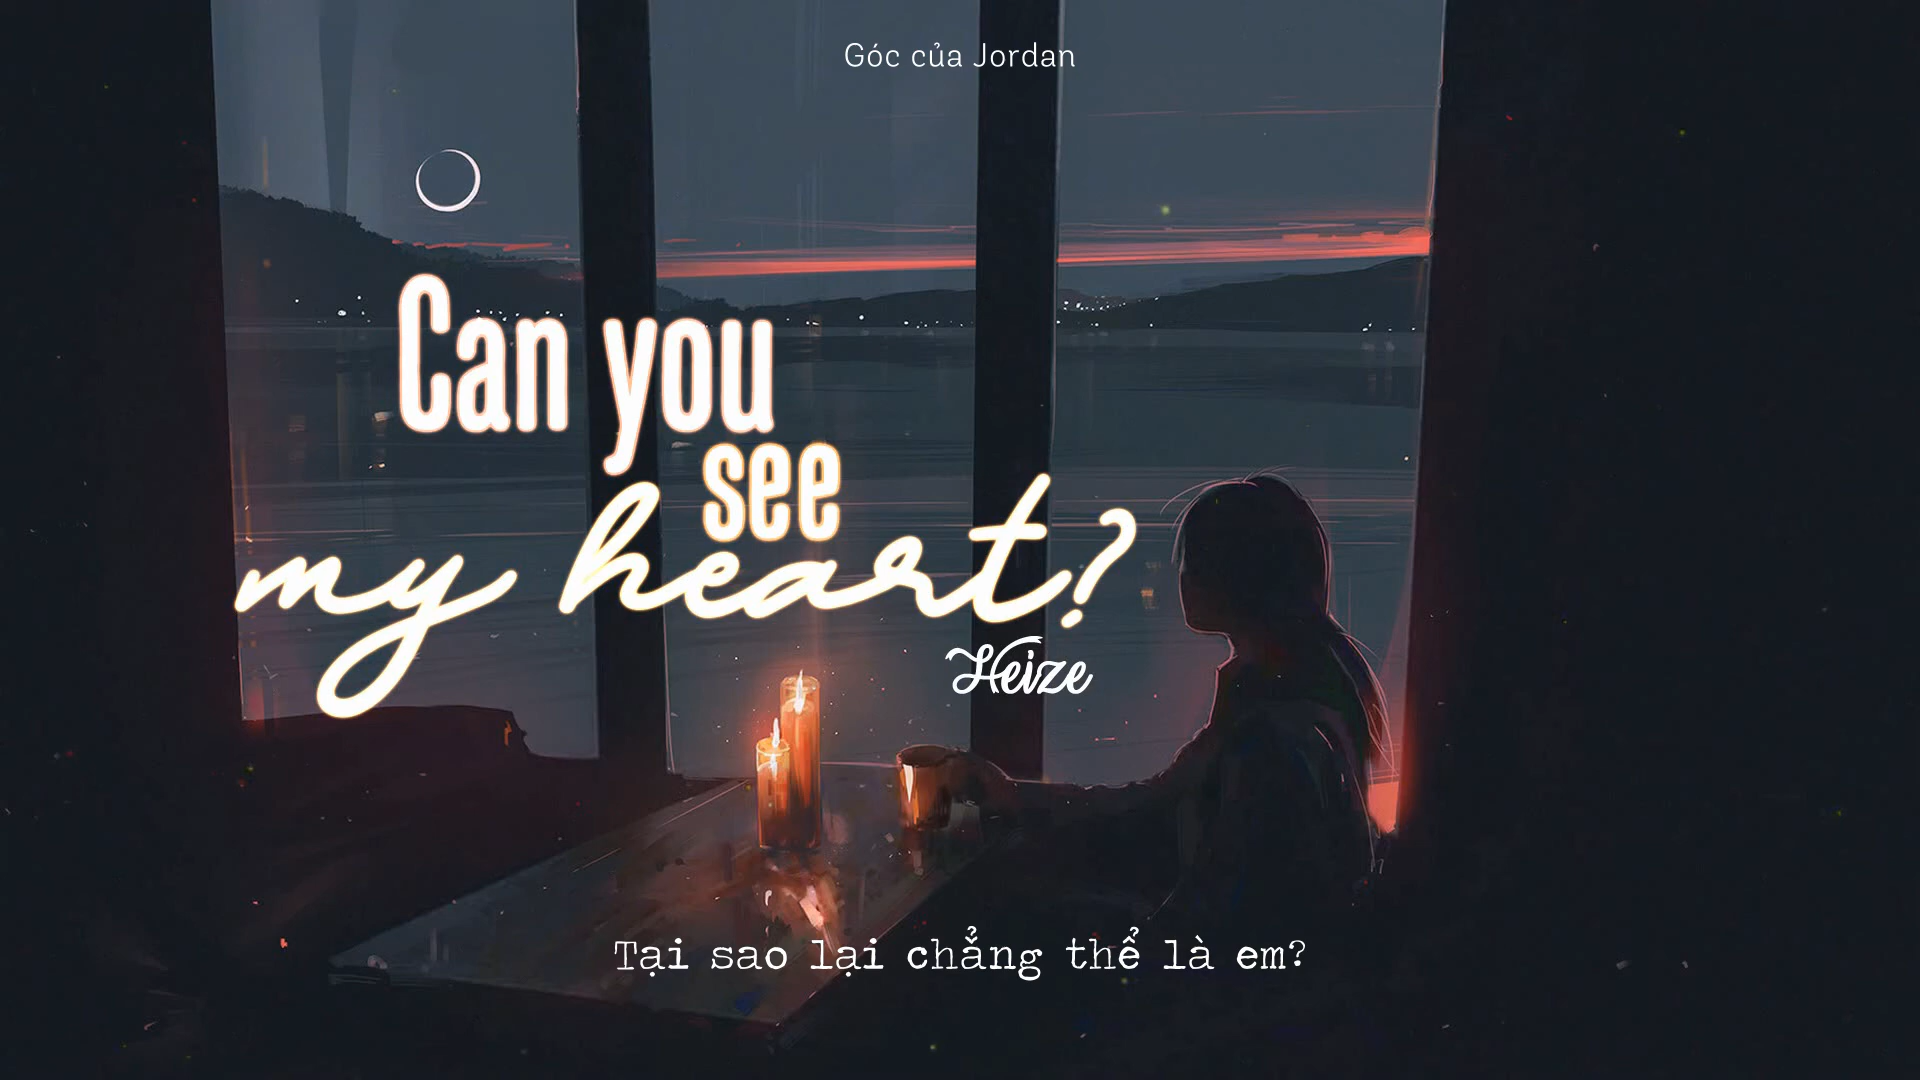 Góc của Jordan
Can you
see
my heart?
Heize
Tại sao lại chẳng thể là em?